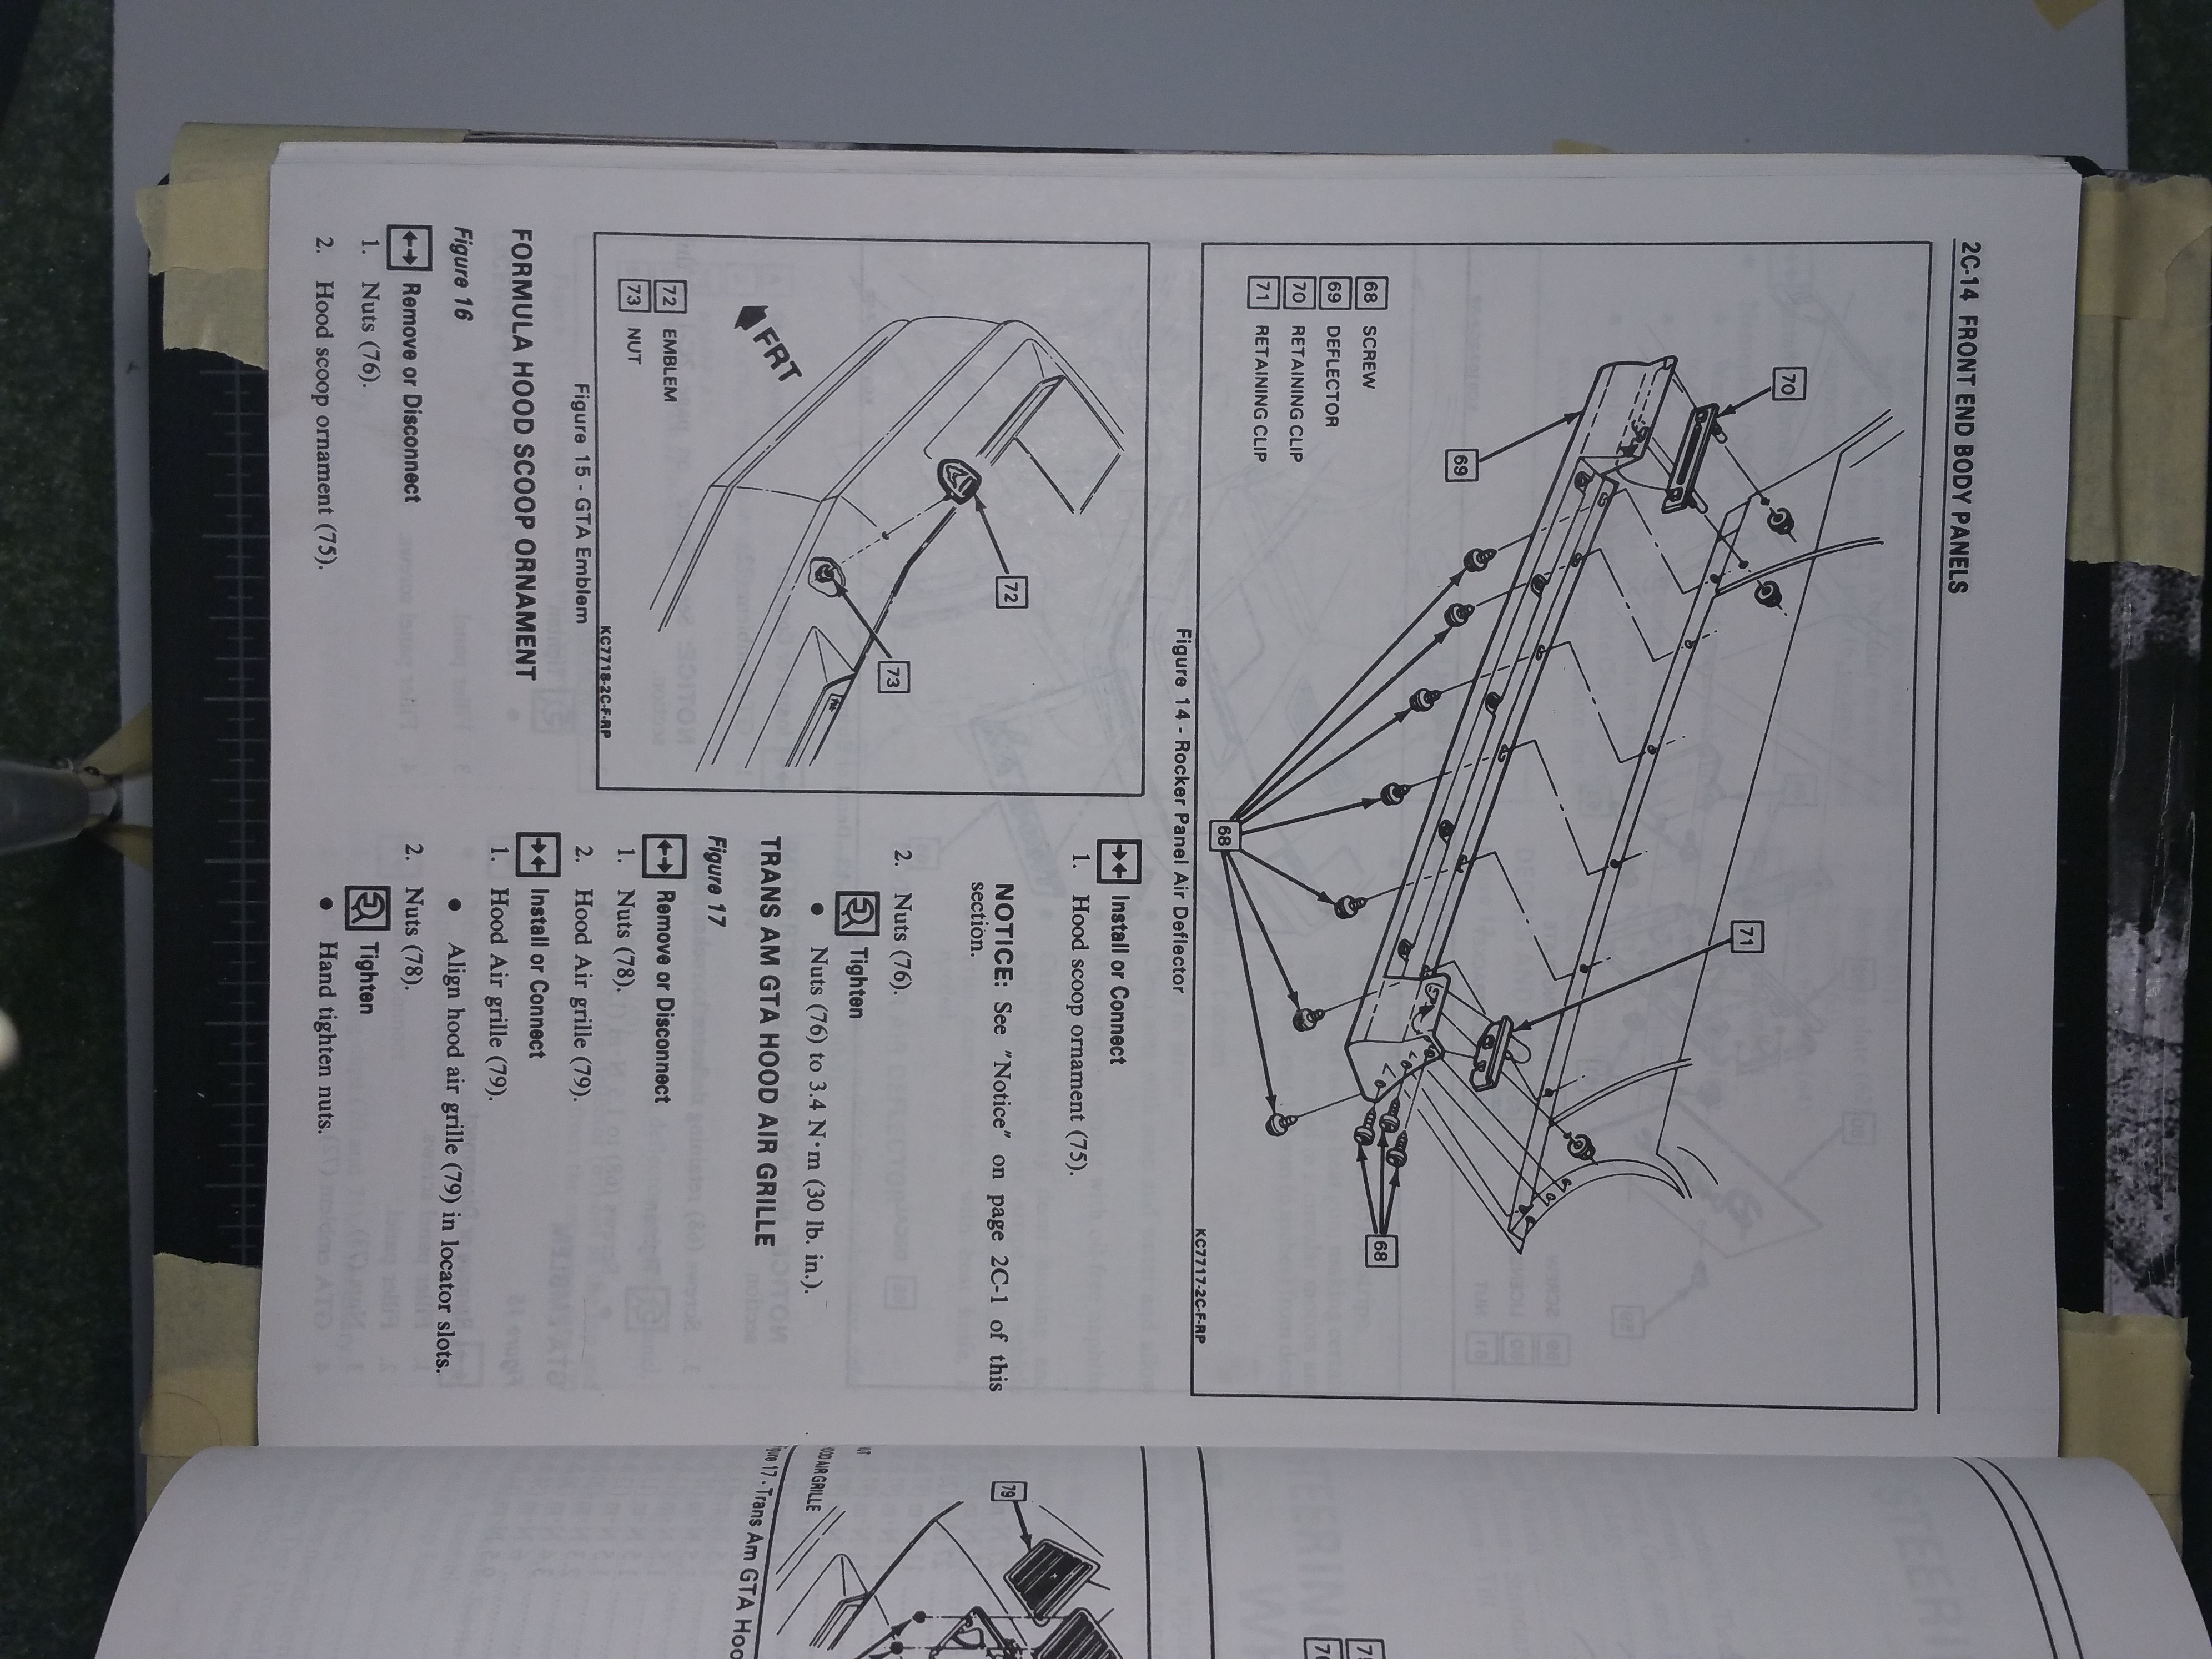 2C-14 FRONT END BODY PANELS
70
69
71
68
68
68 SCREW
69 DEFLECTOR
70 RETAINING CLIP
71 RETAINING CLIP
KC7717-2C-F-RP
Figure 14 - Rocker Panel Air Deflector
72
73
FRT
72 EMBLEM
73 NUT
KC7718-2C-F-RP
Figure 15 - GTA Emblem
FORMULA HOOD SCOOP ORNAMENT
Figure 16
Remove or Disconnect
1. Nuts (76).
2. Hood scoop ornament (75).
Install or Connect
1. Hood scoop ornament (75).
NOTICE: See "Notice" on page 2C-1 of this
section.
2. Nuts (76).
Tighten
● Nuts (76) to 3.4 N·m (30 lb. in.).
TRANS AM GTA HOOD AIR GRILLE
Figure 17
Remove or Disconnect
1. Nuts (78).
2. Hood Air grille (79).
Install or Connect
1. Hood Air grille (79).
● Align hood air grille (79) in locator slots.
2. Nuts (78).
Tighten
● Hand tighten nuts.
79
AIR GRILLE
17 - Trans Am GTA